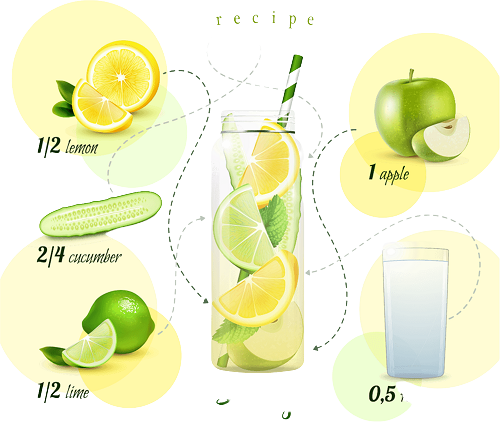 recipe
1/2 lemon
1 apple
2/4 cucumber
1/2 lime
0,5